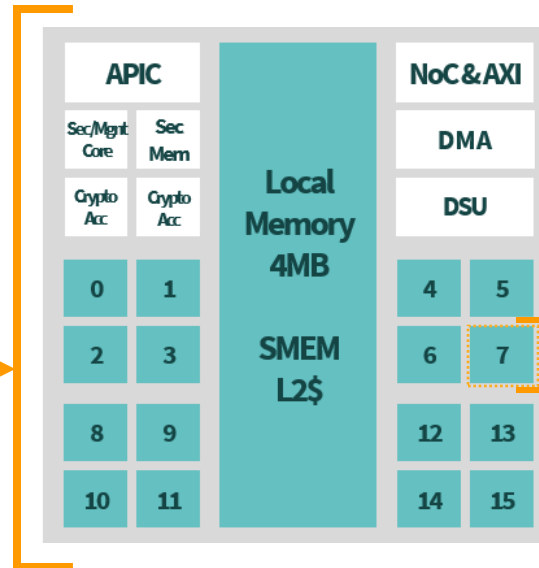 APIC
Sec/Mgnt
Core
Sec
Mem
Crypto
Acc
Crypto
Acc
0 1
2 3
8 9
10 11
Local
Memory
4MB
SMEM
L2$
NoC & AXI
DMA
DSU
4 5
6 7
12 13
14 15